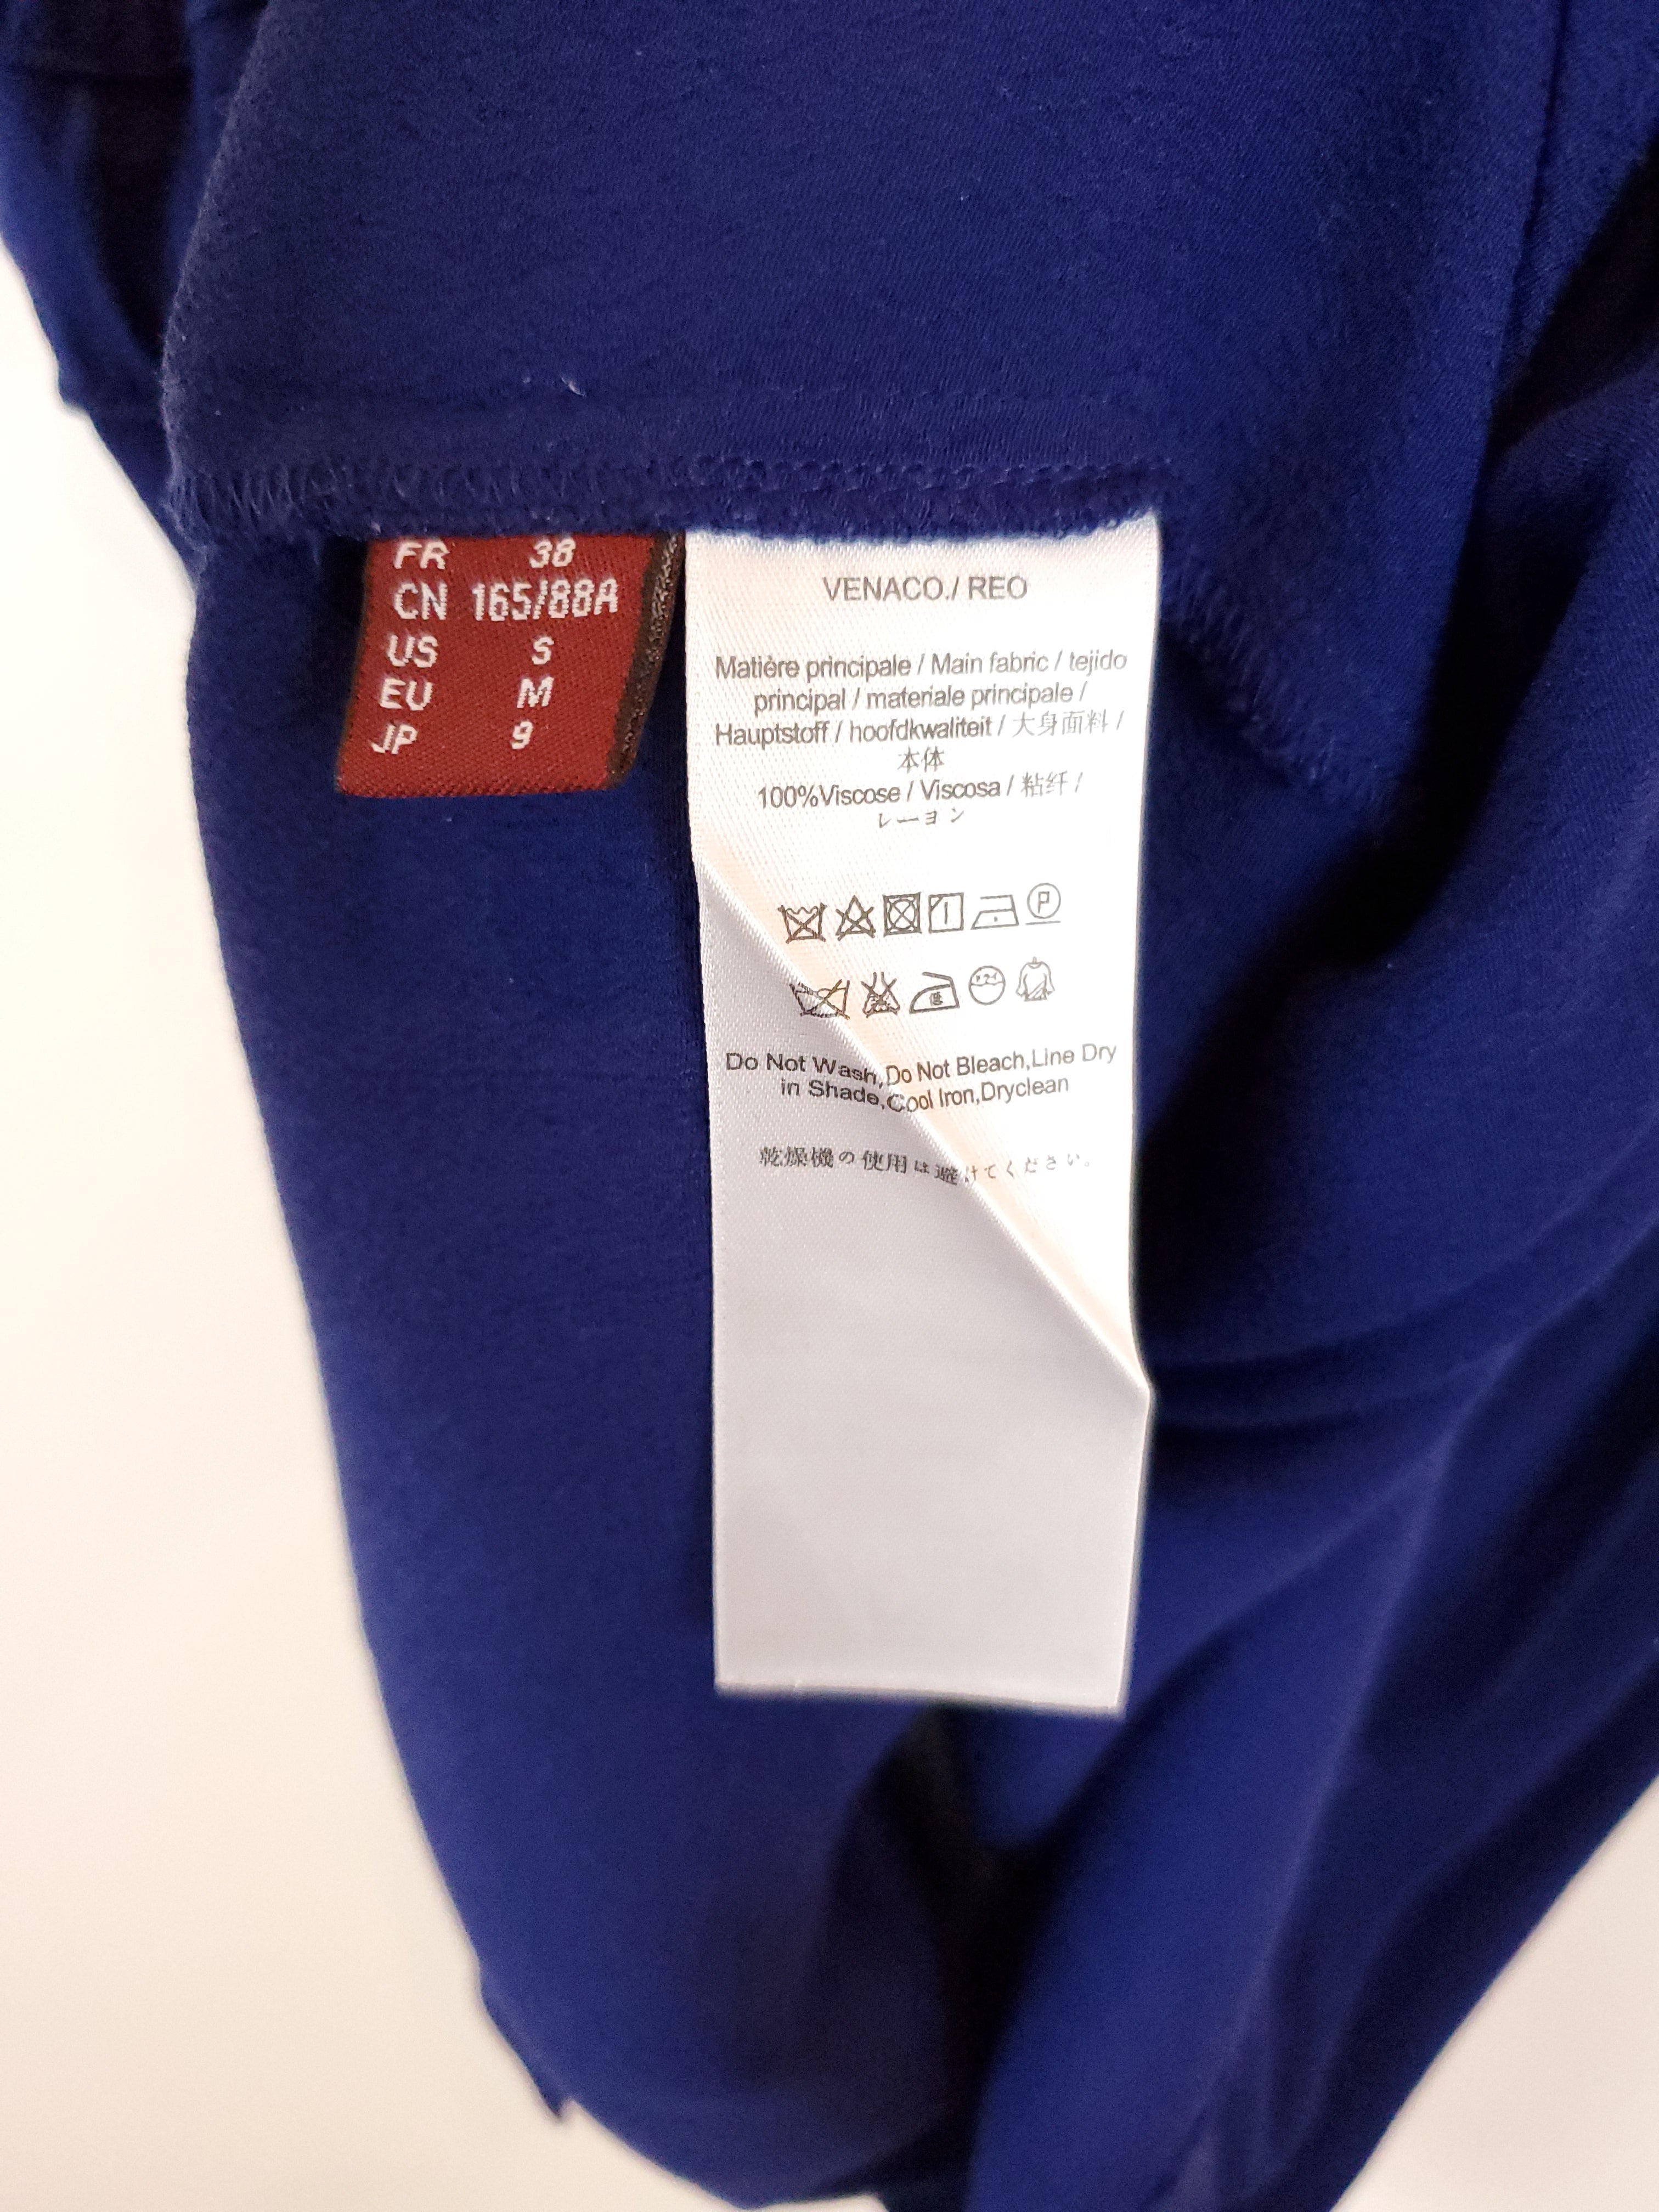 FR 38
CN 165/88A
US S
EU M
JP 9
VENACO./ REO
Matière principale / Main fabric / tejido
principal / materiale principale /
Hauptstoff / hoofdkwaliteit / 大身面料 /
本体
100%Viscose / Viscosa / 粘纤 /
レーヨン
P
Do Not Wash,Do Not Bleach,Line Dry
in Shade,Cool Iron,Dryclean
乾燥機の使用は避けてください。